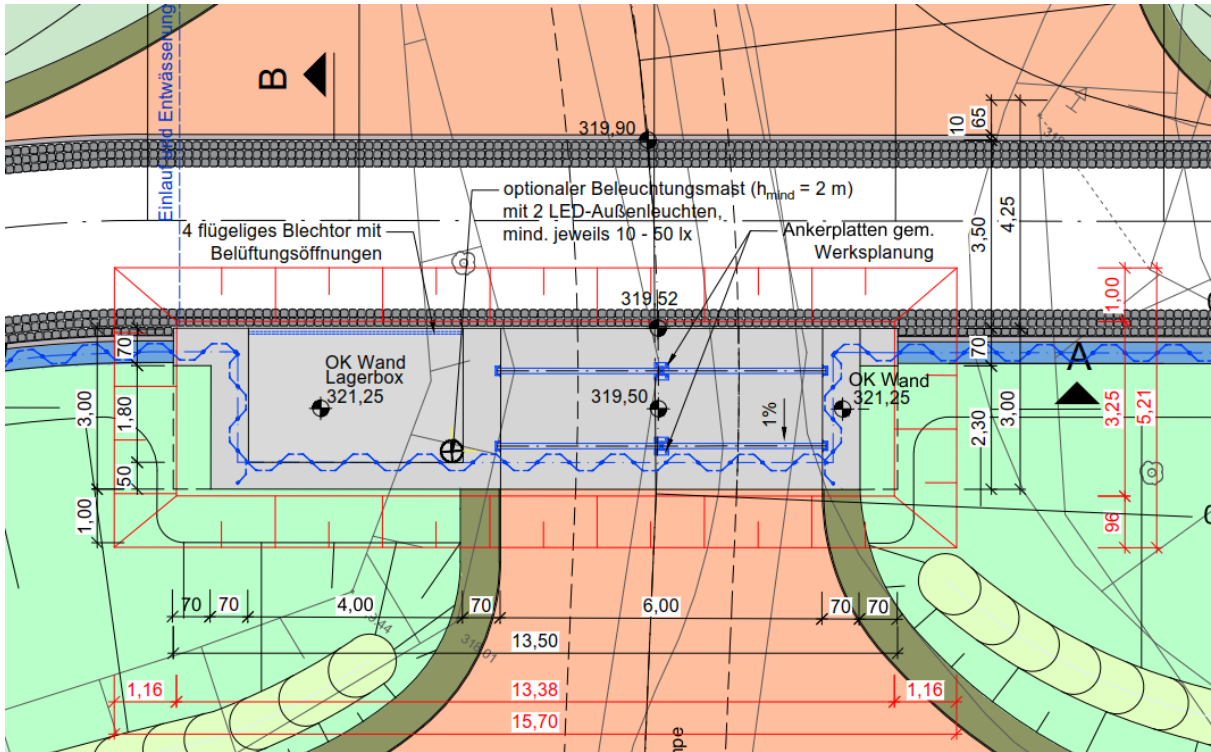 Einlauf und Entwässerung
B
319,90
10
65
optionaler Beleuchtungsmast (hmind = 2 m)
mit 2 LED-Außenleuchten,
mind. jeweils 10 - 50 lx
4 flügeliges Blechtor mit
Belüftungsöffnungen
Ankerplatten gem.
Werksplanung
3,50
4,25
319,52
1,00
70
OK Wand
Lagerbox
321,25
319,50
1%
OK Wand
321,25
70
A
3,00
1,80
50
1,00
2,30
3,00
3,25
5,21
96
70
70
4,00
70
6,00
70
70
13,50
318,01
1,16
13,38
1,16
15,70